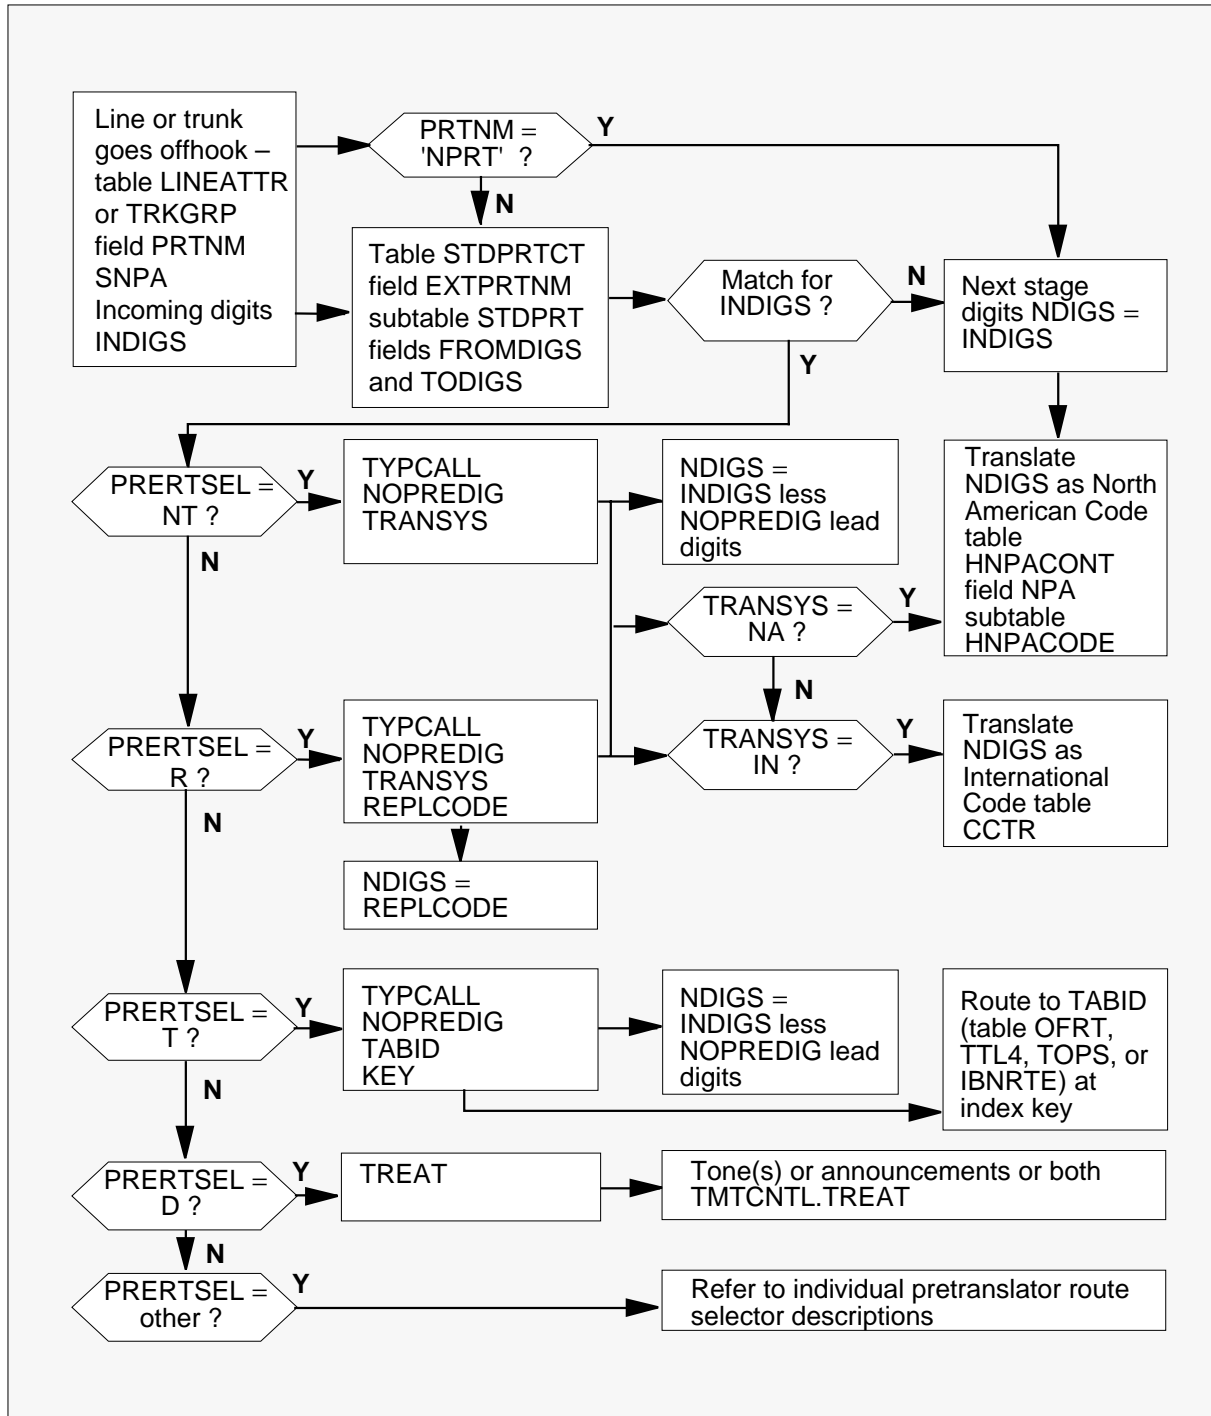 Line or trunk
goes offhook –
table LINEATTR
or TRKGRP
field PRTNM
SNPA
Incoming digits
INDIGS
PRTNM =
'NPRT' ?
Y
N
Table STDPRTCT
field EXTPRTNM
subtable STDPRT
fields FROMDIGS
and TODIGS
Match for
INDIGS ?
N
Y
Next stage
digits NDIGS =
INDIGS
PRERTSEL =
NT ?
Y
N
TYPCALL
NOPREDIG
TRANSYS
NDIGS =
INDIGS less
NOPREDIG lead
digits
Translate
NDIGS as North
American Code
table
HNPACONT
field NPA
subtable
HNPACODE
TRANSYS =
NA ?
Y
N
PRERTSEL =
R ?
Y
N
TYPCALL
NOPREDIG
TRANSYS
REPLCODE
TRANSYS =
IN ?
Y
Translate
NDIGS as
International
Code table
CCTR
NDIGS =
REPLCODE
PRERTSEL =
T ?
Y
N
TYPCALL
NOPREDIG
TABID
KEY
NDIGS =
INDIGS less
NOPREDIG lead
digits
Route to TABID
(table OFRT,
TTL4, TOPS, or
IBNRTE) at
index key
PRERTSEL =
D ?
Y
N
TREAT
Tone(s) or announcements or both
TMTCNTL.TREAT
PRERTSEL =
other ?
Y
Refer to individual pretranslator route
selector descriptions